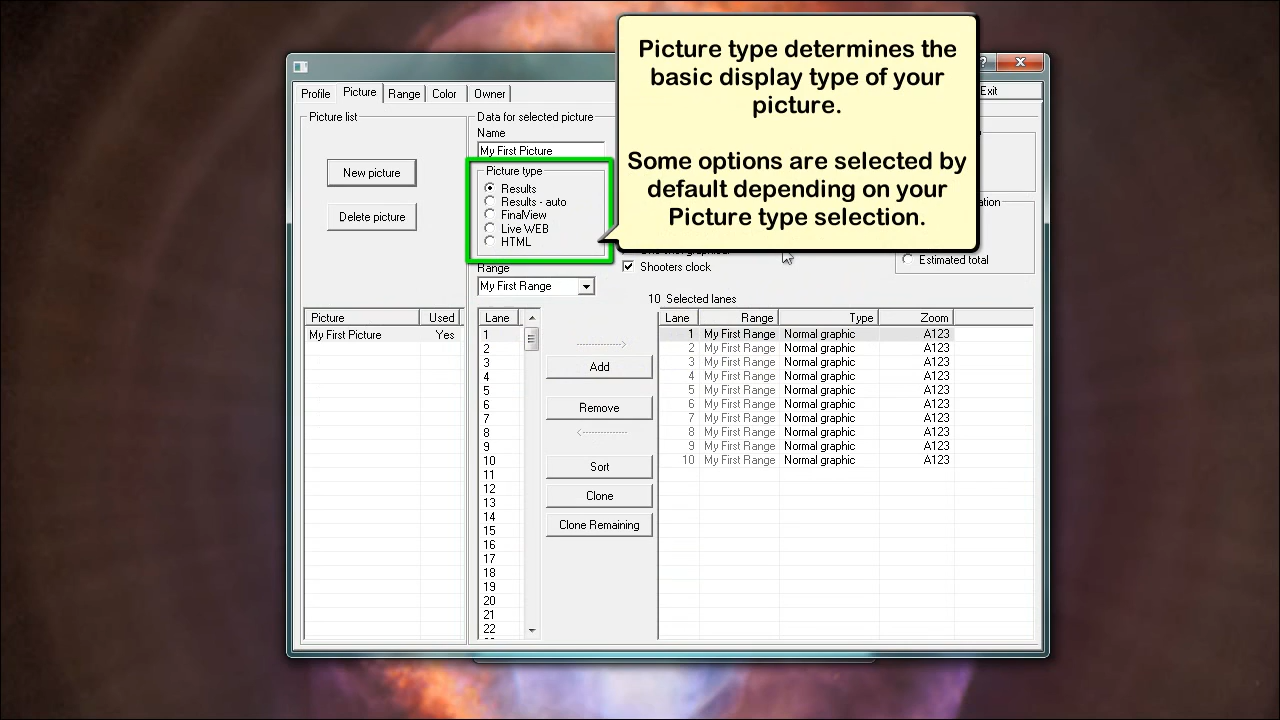 Picture type determines the
basic display type of your
picture.
Some options are selected by
default depending on your
Picture type selection.
?
Exit
Profile
Picture
Range
Color
Owner
Picture list
New picture
Delete picture
Picture Used
My First Picture Yes
Data for selected picture
Name
My First Picture
Picture type
Results
Results - auto
FinalView
Live WEB
HTML
Range
My First Range
Shooters clock
Estimated total
Lane
1
2
3
4
5
6
7
8
9
10
11
12
13
14
15
16
17
18
19
20
21
22
Add
Remove
Sort
Clone
Clone Remaining
10 Selected lanes
Lane Range Type Zoom
1 My First Range Normal graphic A123
2 My First Range Normal graphic A123
3 My First Range Normal graphic A123
4 My First Range Normal graphic A123
5 My First Range Normal graphic A123
6 My First Range Normal graphic A123
7 My First Range Normal graphic A123
8 My First Range Normal graphic A123
9 My First Range Normal graphic A123
10 My First Range Normal graphic A123